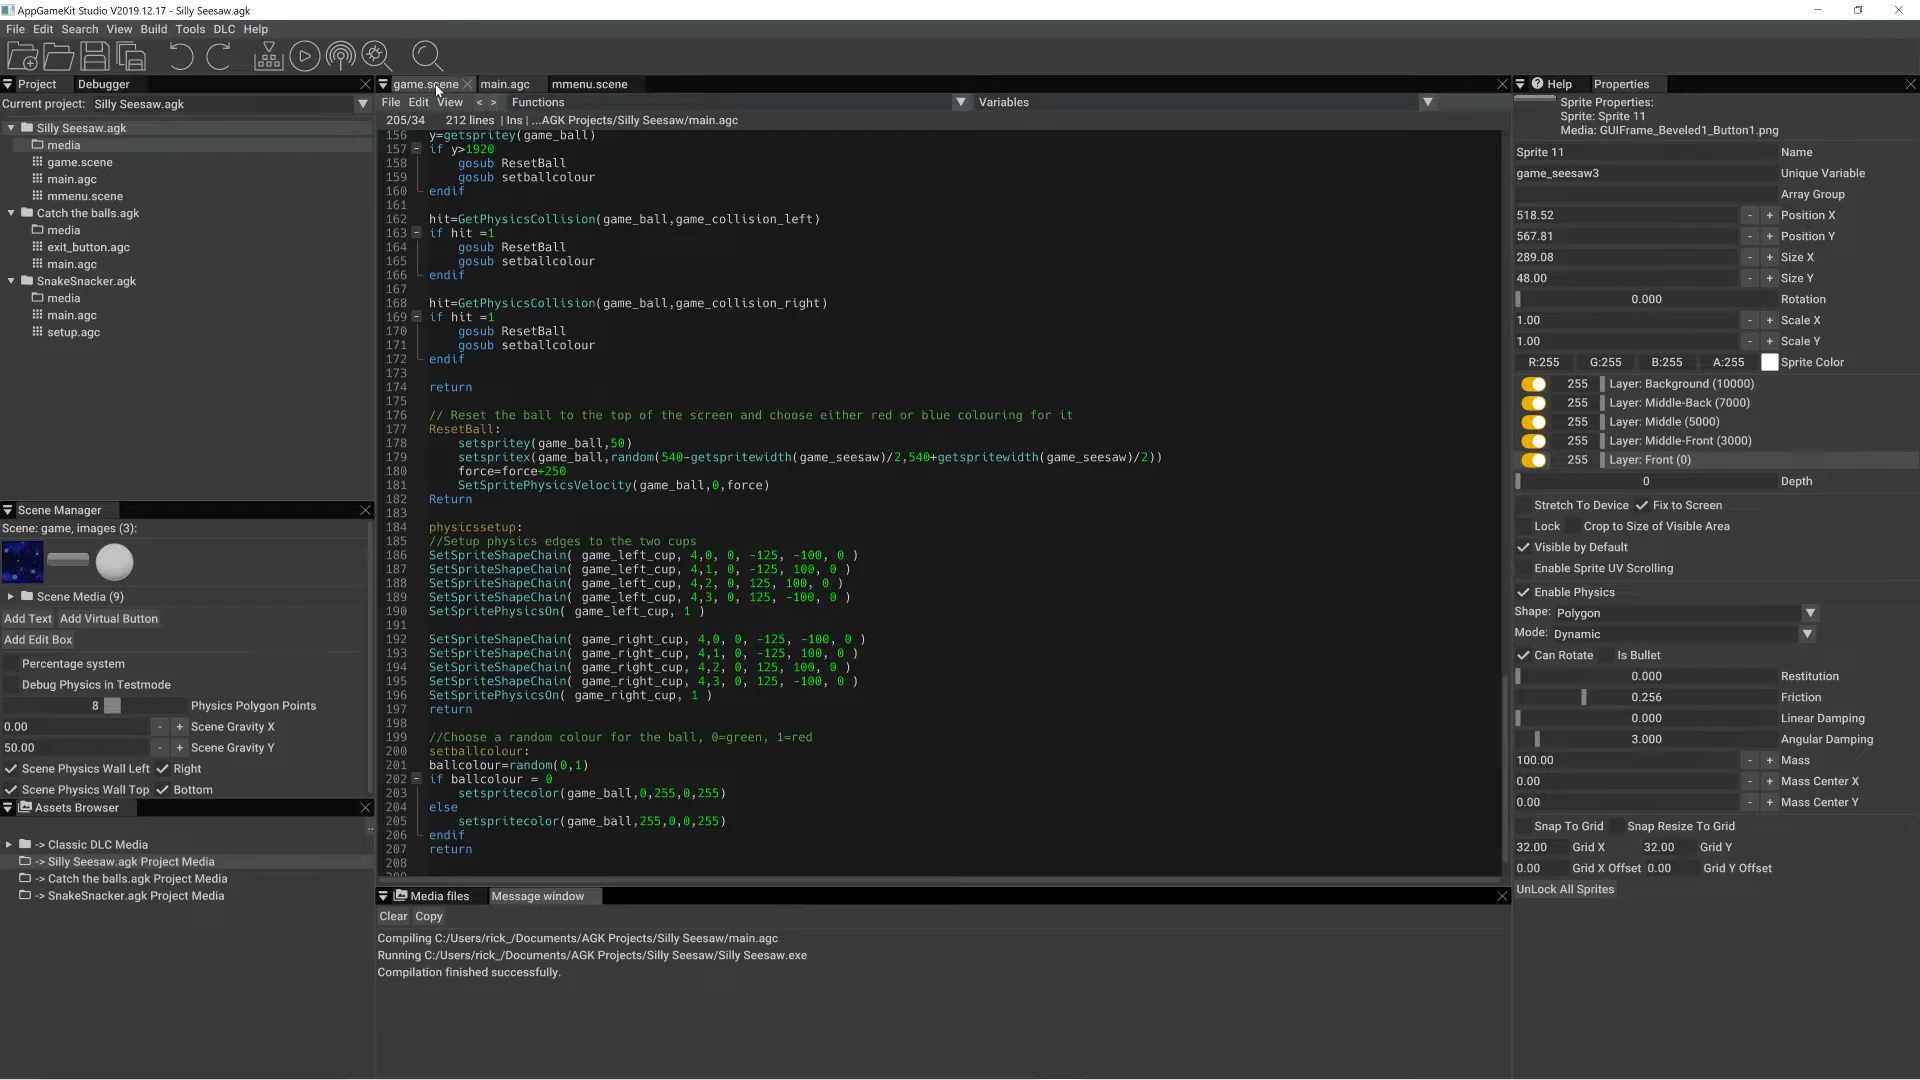 AppGameKit Studio V2019.12.17 - Silly Seesaw.agk
File Edit Search View Build Tools DLC Help
Project Debugger
Current project: Silly Seesaw.agk
Silly Seesaw.agk
media
game.scene
main.agc
mmenu.scene
Catch the balls.agk
media
exit_button.agc
main.agc
SnakeSnacker.agk
media
main.agc
setup.agc
Scene Manager
Scene: game, images (3):
Scene Media (9)
Add Text Add Virtual Button
Add Edit Box
Percentage system
Debug Physics in Testmode
8 Physics Polygon Points
0.00 - + Scene Gravity X
50.00 - + Scene Gravity Y
Scene Physics Wall Left Right
Scene Physics Wall Top Bottom
Assets Browser
..
-> Classic DLC Media
-> Silly Seesaw.agk Project Media
-> Catch the balls.agk Project Media
-> SnakeSnacker.agk Project Media
game.scene main.agc mmenu.scene
File Edit View < > Functions Variables
205/34 212 lines | Ins | ...AGK Projects/Silly Seesaw/main.agc
156 y=getspritey(game_ball)
157 if y>1920
158 gosub ResetBall
159 gosub setballcolour
160 endif
161
162 hit=GetPhysicsCollision(game_ball,game_collision_left)
163 if hit =1
164 gosub ResetBall
165 gosub setballcolour
166 endif
167
168 hit=GetPhysicsCollision(game_ball,game_collision_right)
169 if hit =1
170 gosub ResetBall
171 gosub setballcolour
172 endif
173
174 return
175
176 // Reset the ball to the top of the screen and choose either red or blue colouring for it
177 ResetBall:
178 setspritey(game_ball,50)
179 setspritex(game_ball,random(540-getspritewidth(game_seesaw)/2,540+getspritewidth(game_seesaw)/2))
180 force=force+250
181 SetSpritePhysicsVelocity(game_ball,0,force)
182 Return
183
184 physicssetup:
185 //Setup physics edges to the two cups
186 SetSpriteShapeChain( game_left_cup, 4,0, 0, -125, -100, 0 )
187 SetSpriteShapeChain( game_left_cup, 4,1, 0, -125, 100, 0 )
188 SetSpriteShapeChain( game_left_cup, 4,2, 0, 125, 100, 0 )
189 SetSpriteShapeChain( game_left_cup, 4,3, 0, 125, -100, 0 )
190 SetSpritePhysicsOn( game_left_cup, 1 )
191
192 SetSpriteShapeChain( game_right_cup, 4,0, 0, -125, -100, 0 )
193 SetSpriteShapeChain( game_right_cup, 4,1, 0, -125, 100, 0 )
194 SetSpriteShapeChain( game_right_cup, 4,2, 0, 125, 100, 0 )
195 SetSpriteShapeChain( game_right_cup, 4,3, 0, 125, -100, 0 )
196 SetSpritePhysicsOn( game_right_cup, 1 )
197 return
198
199 //Choose a random colour for the ball, 0=green, 1=red
200 setballcolour:
201 ballcolour=random(0,1)
202 if ballcolour = 0
203 setspritecolor(game_ball,0,255,0,255)
204 else
205 setspritecolor(game_ball,255,0,0,255)
206 endif
207 return
208
209
Media files Message window
Clear Copy
Compiling C:/Users/rick_/Documents/AGK Projects/Silly Seesaw/main.agc
Running C:/Users/rick_/Documents/AGK Projects/Silly Seesaw/Silly Seesaw.exe
Compilation finished successfully.
Help Properties
Sprite Properties:
Sprite: Sprite 11
Media: GUIFrame_Beveled1_Button1.png
Sprite 11 Name
game_seesaw3 Unique Variable
Array Group
518.52 - + Position X
567.81 - + Position Y
289.08 - + Size X
48.00 - + Size Y
0.000 Rotation
1.00 - + Scale X
1.00 - + Scale Y
R:255 G:255 B:255 A:255 Sprite Color
255 Layer: Background (10000)
255 Layer: Middle-Back (7000)
255 Layer: Middle (5000)
255 Layer: Middle-Front (3000)
255 Layer: Front (0)
0 Depth
Stretch To Device Fix to Screen
Lock Crop to Size of Visible Area
Visible by Default
Enable Sprite UV Scrolling
Enable Physics
Shape: Polygon
Mode: Dynamic
Can Rotate Is Bullet
0.000 Restitution
0.256 Friction
0.000 Linear Damping
3.000 Angular Damping
100.00 - + Mass
0.00 - + Mass Center X
0.00 - + Mass Center Y
Snap To Grid Snap Resize To Grid
32.00 Grid X 32.00 Grid Y
0.00 Grid X Offset 0.00 Grid Y Offset
UnLock All Sprites